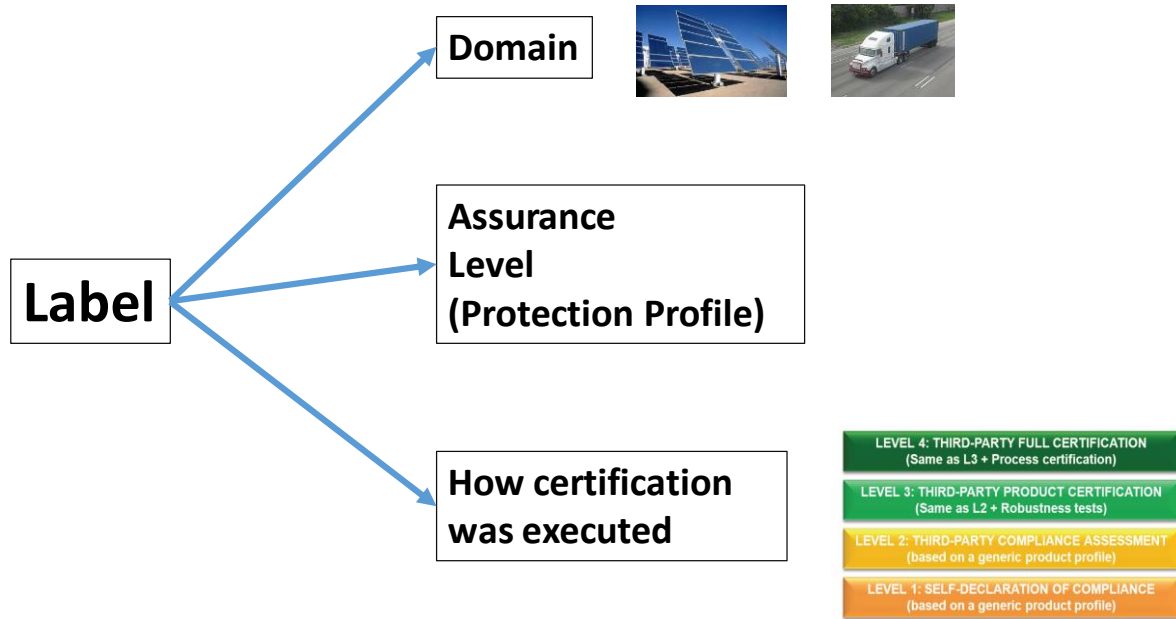 Domain
Label
Assurance
Level
(Protection Profile)
How certification
was executed
LEVEL 4: THIRD-PARTY FULL CERTIFICATION
(Same as L3 + Process certification)
LEVEL 3: THIRD-PARTY PRODUCT CERTIFICATION
(Same as L2 + Robustness tests)
LEVEL 2: THIRD-PARTY COMPLIANCE ASSESSMENT
(based on a generic product profile)
LEVEL 1: SELF-DECLARATION OF COMPLIANCE
(based on a generic product profile)